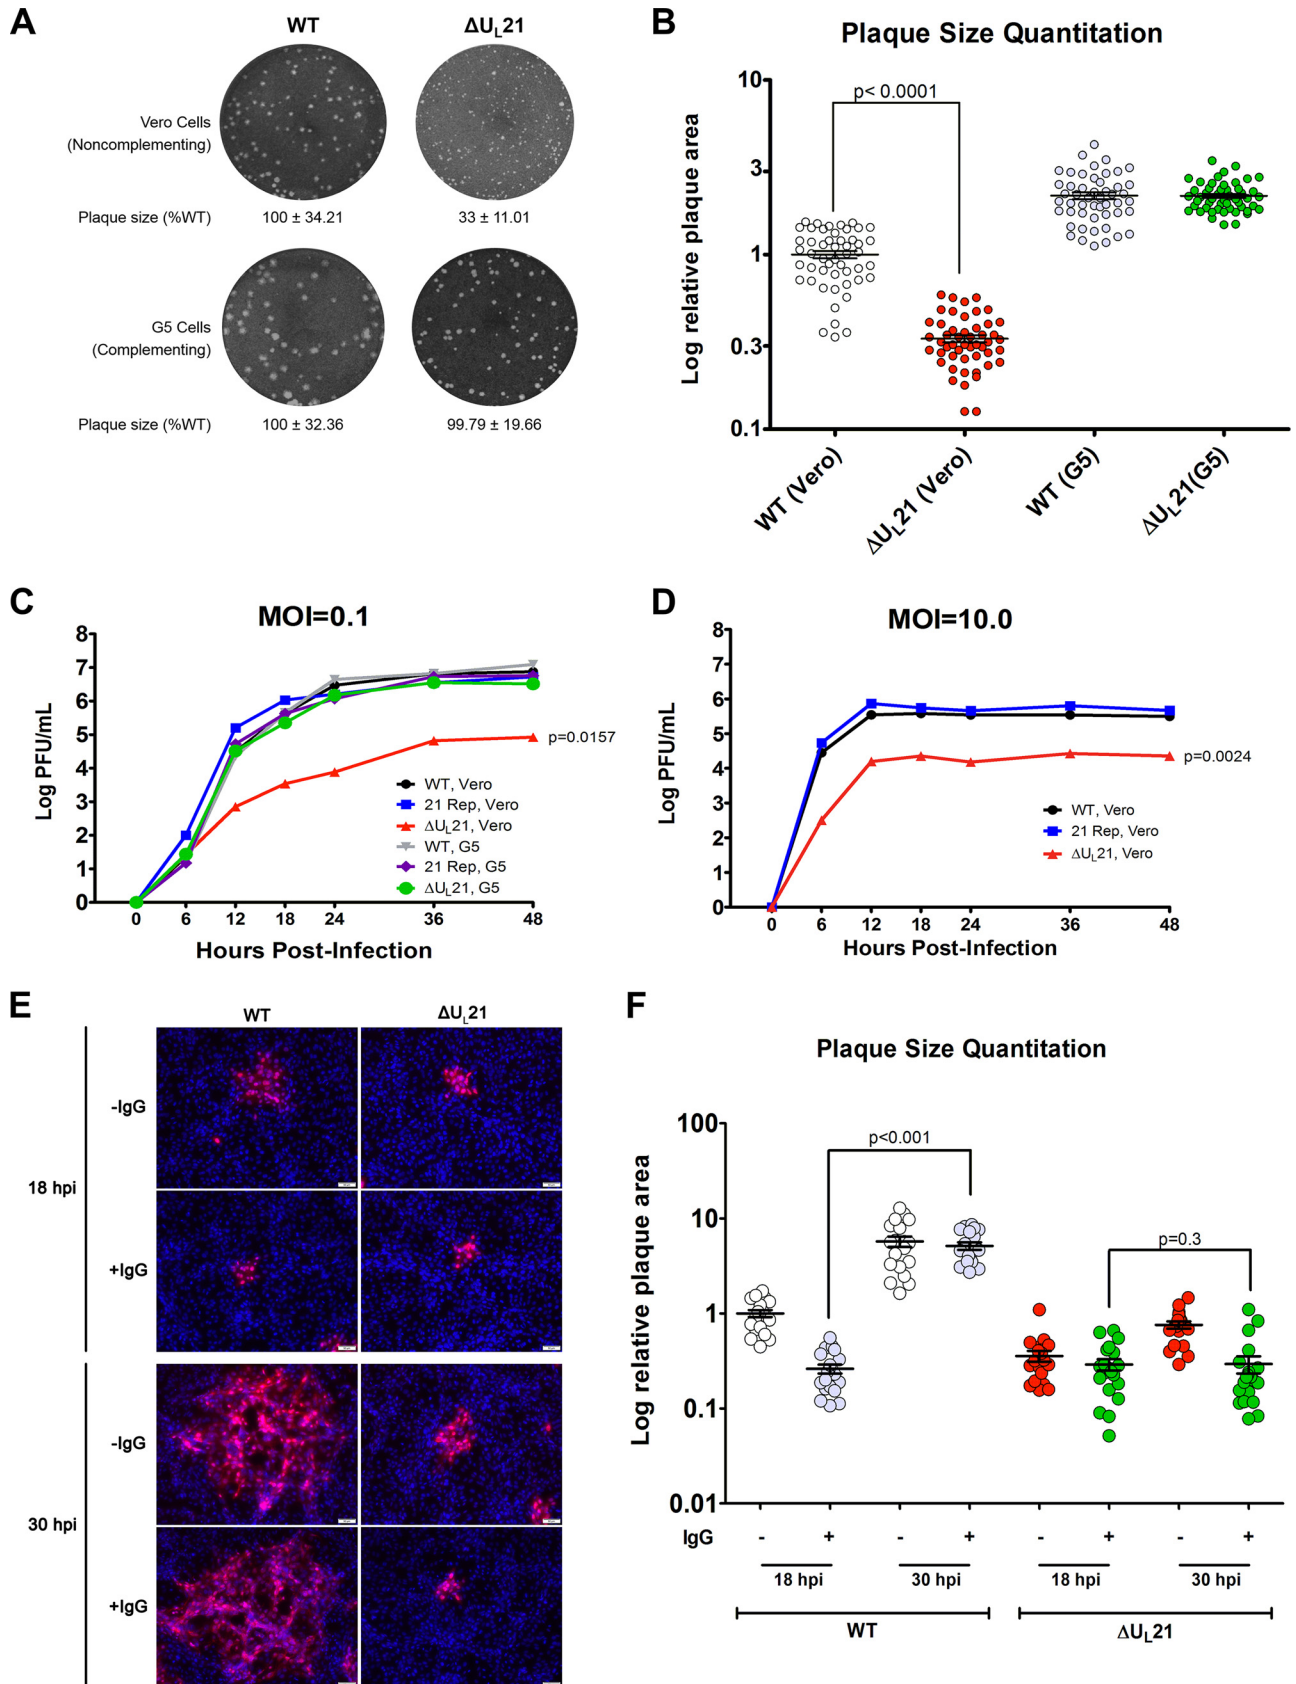 A
WT
ΔUL21
Vero Cells
(Noncomplementing)
Plaque size (%WT)
100 ± 34.21
33 ± 11.01
G5 Cells
(Complementing)
Plaque size (%WT)
100 ± 32.36
99.79 ± 19.66
B
Plaque Size Quantitation
Log relative plaque area
10
3
1
0.3
0.1
p< 0.0001
WT (Vero)
ΔUL21 (Vero)
WT (G5)
ΔUL21(G5)
C
MOI=0.1
Log PFU/mL
8
7
6
5
4
3
2
1
0
p=0.0157
WT, Vero
21 Rep, Vero
ΔUL21, Vero
WT, G5
21 Rep, G5
ΔUL21, G5
0 6 12 18 24 36 48
Hours Post-Infection
D
MOI=10.0
Log PFU/mL
8
7
6
5
4
3
2
1
0
p=0.0024
WT, Vero
21 Rep, Vero
ΔUL21, Vero
0 6 12 18 24 36 48
Hours Post-Infection
E
WT
ΔUL21
18 hpi
-IgG
+IgG
30 hpi
-IgG
+IgG
F
Plaque Size Quantitation
Log relative plaque area
100
10
1
0.1
0.01
p<0.001
p=0.3
IgG - + - + - + - +
18 hpi 30 hpi 18 hpi 30 hpi
WT ΔUL21